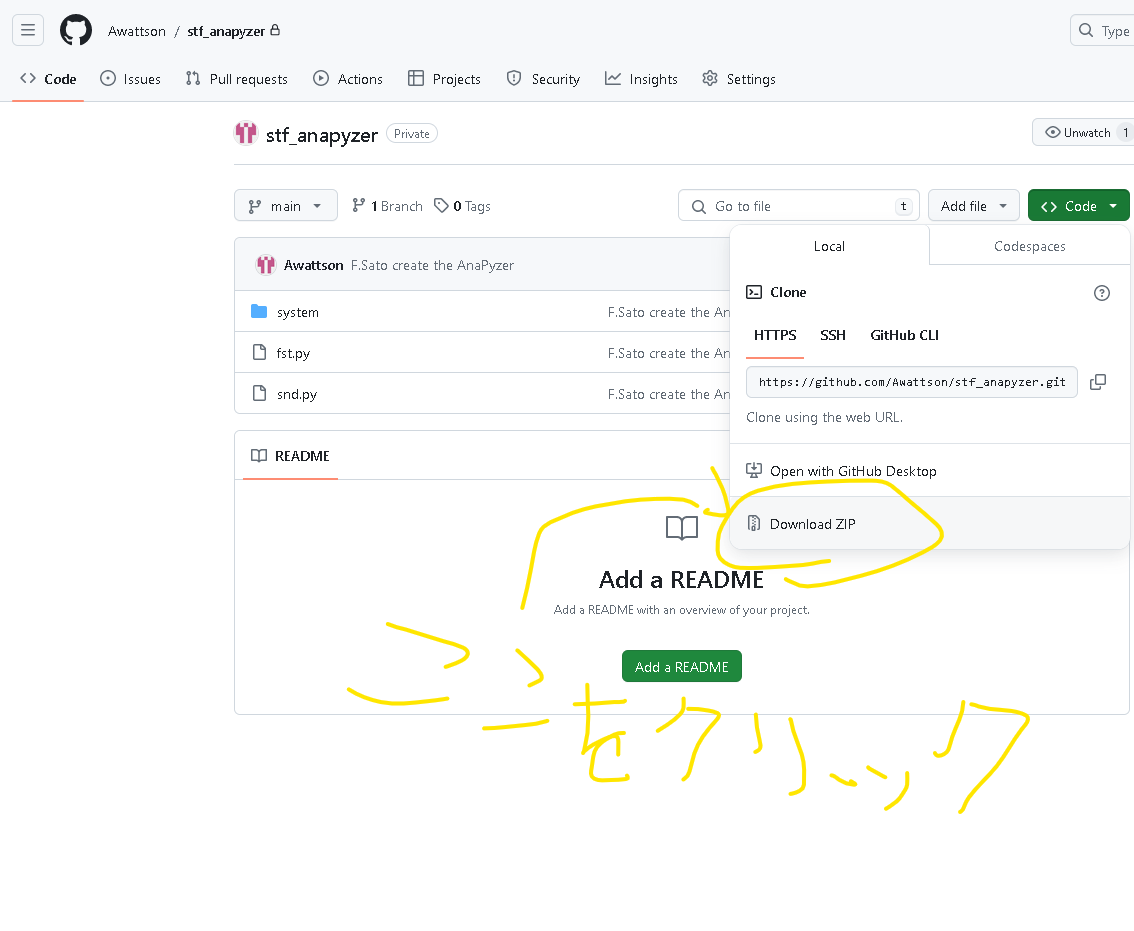 Awattson / stf_anapyzer
Type
Code Issues Pull requests Actions Projects Security Insights Settings
stf_anapyzer Private
Unwatch 1
main 1 Branch 0 Tags
Go to file t
Add file
Code
Awattson F.Sato create the AnaPyzer
system F.Sato create the An
fst.py F.Sato create the An
snd.py F.Sato create the An
README
Add a README
Add a README with an overview of your project.
Add a README
Local Codespaces
Clone
HTTPS SSH GitHub CLI
https://github.com/Awattson/stf_anapyzer.git
Clone using the web URL.
Open with GitHub Desktop
Download ZIP
ここをクリック